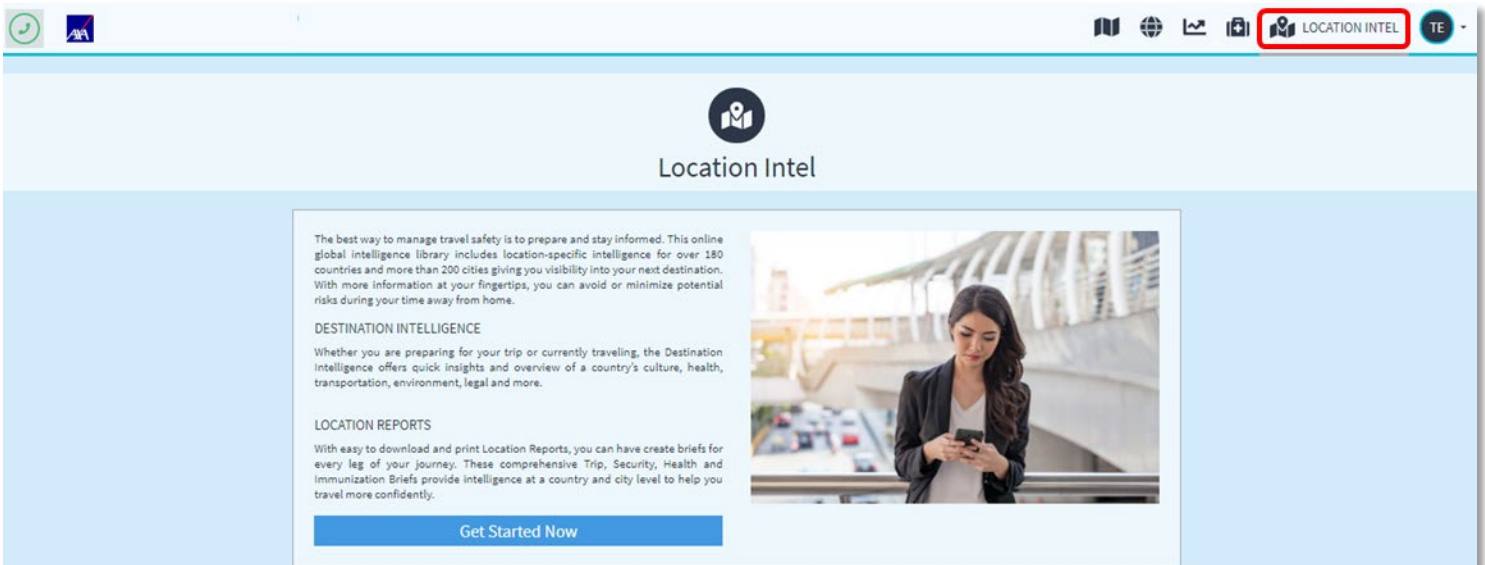 AXA
LOCATION INTEL
TE
Location Intel
The best way to manage travel safety is to prepare and stay informed. This online
global intelligence library includes location-specific intelligence for over 180
countries and more than 200 cities giving you visibility into your next destination.
With more information at your fingertips, you can avoid or minimize potential
risks during your time away from home.
DESTINATION INTELLIGENCE
Whether you are preparing for your trip or currently traveling, the Destination
Intelligence offers quick insights and overview of a country's culture, health,
transportation, environment, legal and more.
LOCATION REPORTS
With easy to download and print Location Reports, you can have create briefs for
every leg of your journey. These comprehensive Trip, Security, Health and
Immunization Briefs provide intelligence at a country and city level to help you
travel more confidently.
Get Started Now